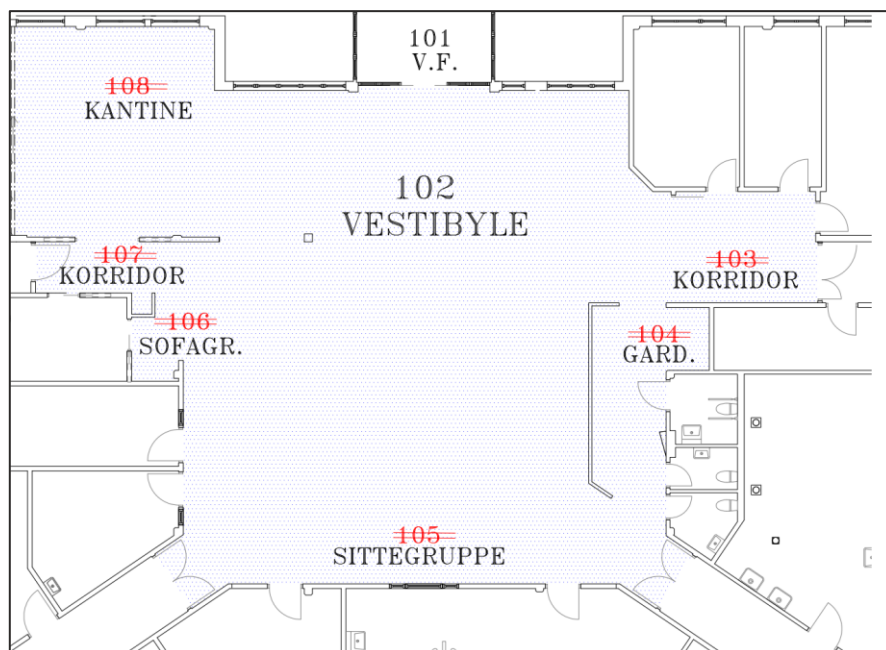 101
V.F.
108
KANTINE
102
VESTIBYLE
107
KORRIDOR
103
KORRIDOR
106
SOFAGR.
104
GARD.
105
SITTEGRUPPE